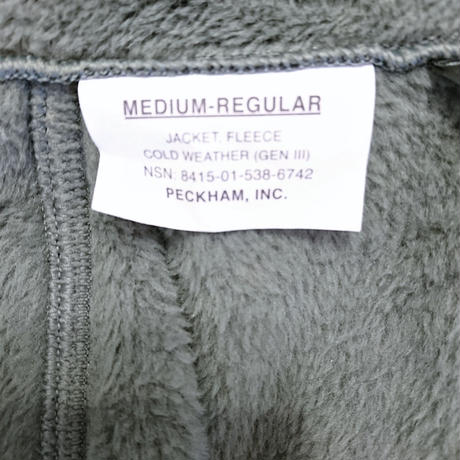 MEDIUM-REGULAR
JACKET, FLEECE
COLD WEATHER (GEN III)
NSN: 8415-01-538-6742
PECKHAM, INC.